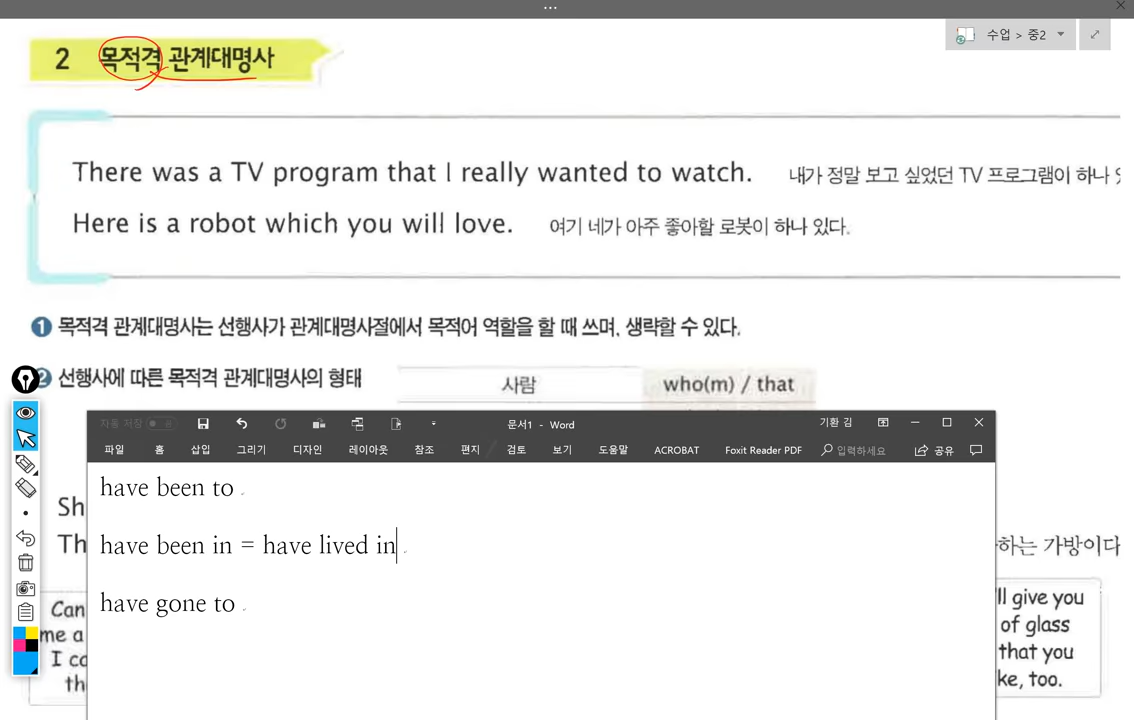 수업 > 중2
2 목적격 관계대명사
There was a TV program that I really wanted to watch. 내가 정말 보고 싶었던 TV 프로그램이 하나
Here is a robot which you will love. 여기 네가 아주 좋아할 로봇이 하나 있다.
1 목적격 관계대명사는 선행사가 관계대명사절에서 목적어 역할을 할 때 쓰며, 생략할 수 있다.
2 선행사에 따른 목적격 관계대명사의 형태
사람 who(m) / that
자동 저장 문서1 - Word 기환 김
파일 홈 삽입 그리기 디자인 레이아웃 참조 편지 검토 보기 도움말 ACROBAT Foxit Reader PDF 입력하세요 공유
have been to
have been in = have lived in
have gone to
Sh
Th
하는 가방이다
Can
me a
I co
th
ll give you
of glass
that you
ke, too.